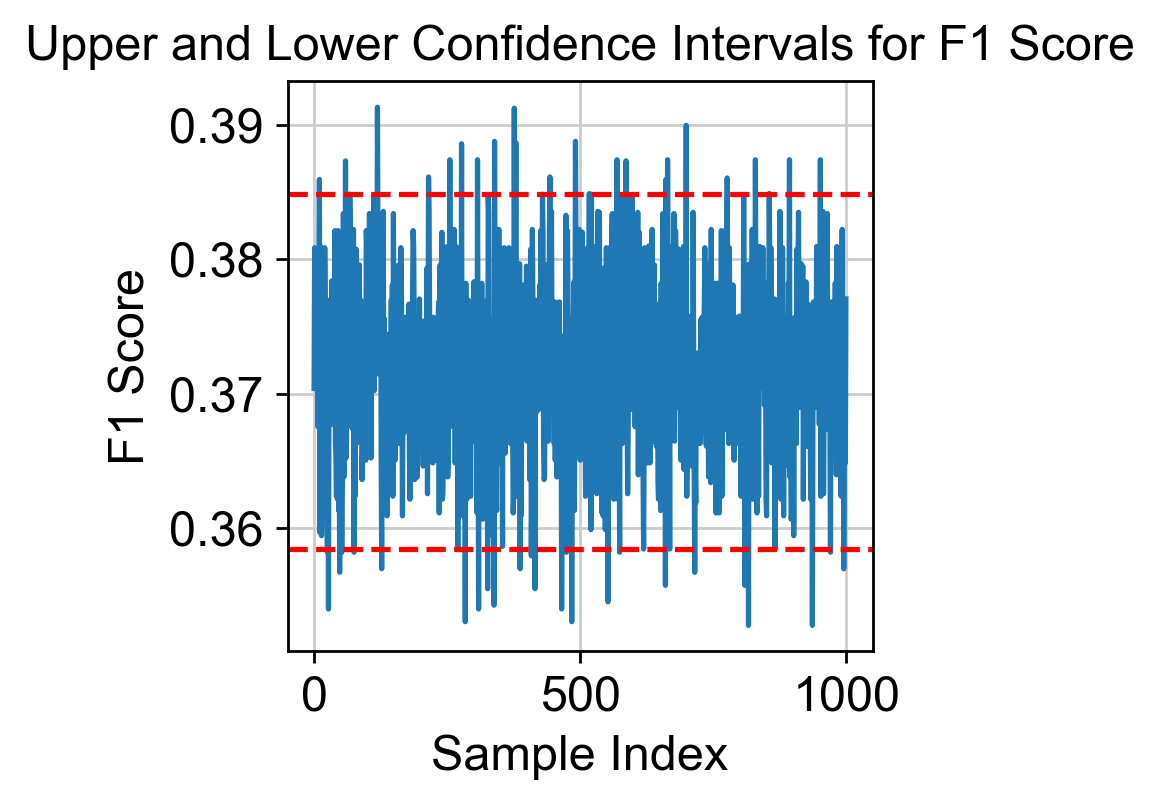 Upper and Lower Confidence Intervals for F1 Score
0.39
0.38
0.37
0.36
F1 Score
0 500 1000
Sample Index